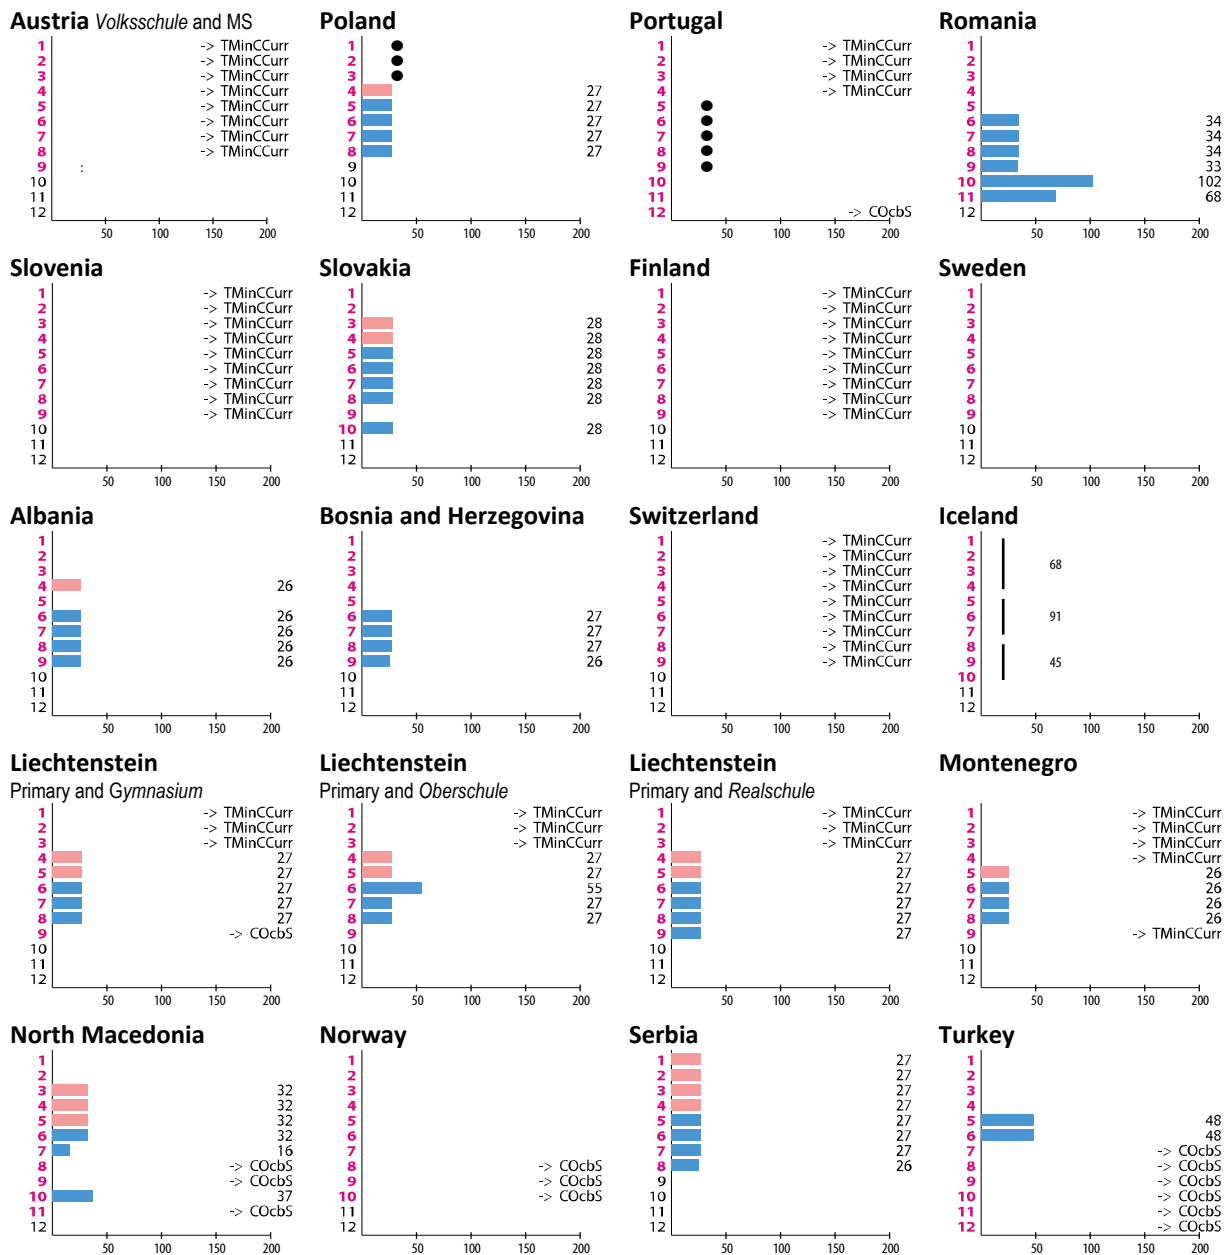 Austria Volksschule and MS
1 -> TMinCCurr
2 -> TMinCCurr
3 -> TMinCCurr
4 -> TMinCCurr
5 -> TMinCCurr
6 -> TMinCCurr
7 -> TMinCCurr
8 -> TMinCCurr
9 :
10
11
12
50 100 150 200
Poland
1 ●
2 ●
3 ●
4 27
5 27
6 27
7 27
8 27
9
10
11
12
50 100 150 200
Portugal
1 -> TMinCCurr
2 -> TMinCCurr
3 -> TMinCCurr
4 -> TMinCCurr
5 ●
6 ●
7 ●
8 ●
9 ●
10
11
12 -> COcbS
50 100 150 200
Romania
1
2
3
4
5
6 34
7 34
8 34
9 33
10 102
11 68
12
50 100 150 200
Slovenia
1 -> TMinCCurr
2 -> TMinCCurr
3 -> TMinCCurr
4 -> TMinCCurr
5 -> TMinCCurr
6 -> TMinCCurr
7 -> TMinCCurr
8 -> TMinCCurr
9 -> TMinCCurr
10
11
12
50 100 150 200
Slovakia
1
2
3 28
4 28
5 28
6 28
7 28
8 28
9
10 28
11
12
50 100 150 200
Finland
1 -> TMinCCurr
2 -> TMinCCurr
3 -> TMinCCurr
4 -> TMinCCurr
5 -> TMinCCurr
6 -> TMinCCurr
7 -> TMinCCurr
8 -> TMinCCurr
9 -> TMinCCurr
10
11
12
50 100 150 200
Sweden
1
2
3
4
5
6
7
8
9
10
11
12
50 100 150 200
Albania
1
2
3
4 26
5
6 26
7 26
8 26
9 26
10
11
12
50 100 150 200
Bosnia and Herzegovina
1
2
3
4
5
6 27
7 27
8 27
9 26
10
11
12
50 100 150 200
Switzerland
1 -> TMinCCurr
2 -> TMinCCurr
3 -> TMinCCurr
4 -> TMinCCurr
5 -> TMinCCurr
6 -> TMinCCurr
7 -> TMinCCurr
8 -> TMinCCurr
9 -> TMinCCurr
10
11
12
50 100 150 200
Iceland
1
2
68
3
4
5
6 91
7
8
9 45
10
11
12
50 100 150 200
Liechtenstein
Primary and Gymnasium
1 -> TMinCCurr
2 -> TMinCCurr
3 -> TMinCCurr
4 27
5 27
6 27
7 27
8 27
9 -> COcbS
10
11
12
50 100 150 200
Liechtenstein
Primary and Oberschule
1 -> TMinCCurr
2 -> TMinCCurr
3 -> TMinCCurr
4 27
5 27
6 55
7 27
8 27
9
10
11
12
50 100 150 200
Liechtenstein
Primary and Realschule
1 -> TMinCCurr
2 -> TMinCCurr
3 -> TMinCCurr
4 27
5 27
6 27
7 27
8 27
9 27
10
11
12
50 100 150 200
Montenegro
1 -> TMinCCurr
2 -> TMinCCurr
3 -> TMinCCurr
4 -> TMinCCurr
5 26
6 26
7 26
8 26
9 -> TMinCCurr
10
11
12
50 100 150 200
North Macedonia
1
2
3 32
4 32
5 32
6 32
7 16
8 -> COcbS
9 -> COcbS
10 37
11 -> COcbS
12
50 100 150 200
Norway
1
2
3
4
5
6
7
8 -> COcbS
9 -> COcbS
10 -> COcbS
11
12
50 100 150 200
Serbia
1 27
2 27
3 27
4 27
5 27
6 27
7 27
8 26
9
10
11
12
50 100 150 200
Turkey
1
2
3
4
5 48
6 48
7 -> COcbS
8 -> COcbS
9 -> COcbS
10 -> COcbS
11 -> COcbS
12 -> COcbS
50 100 150 200